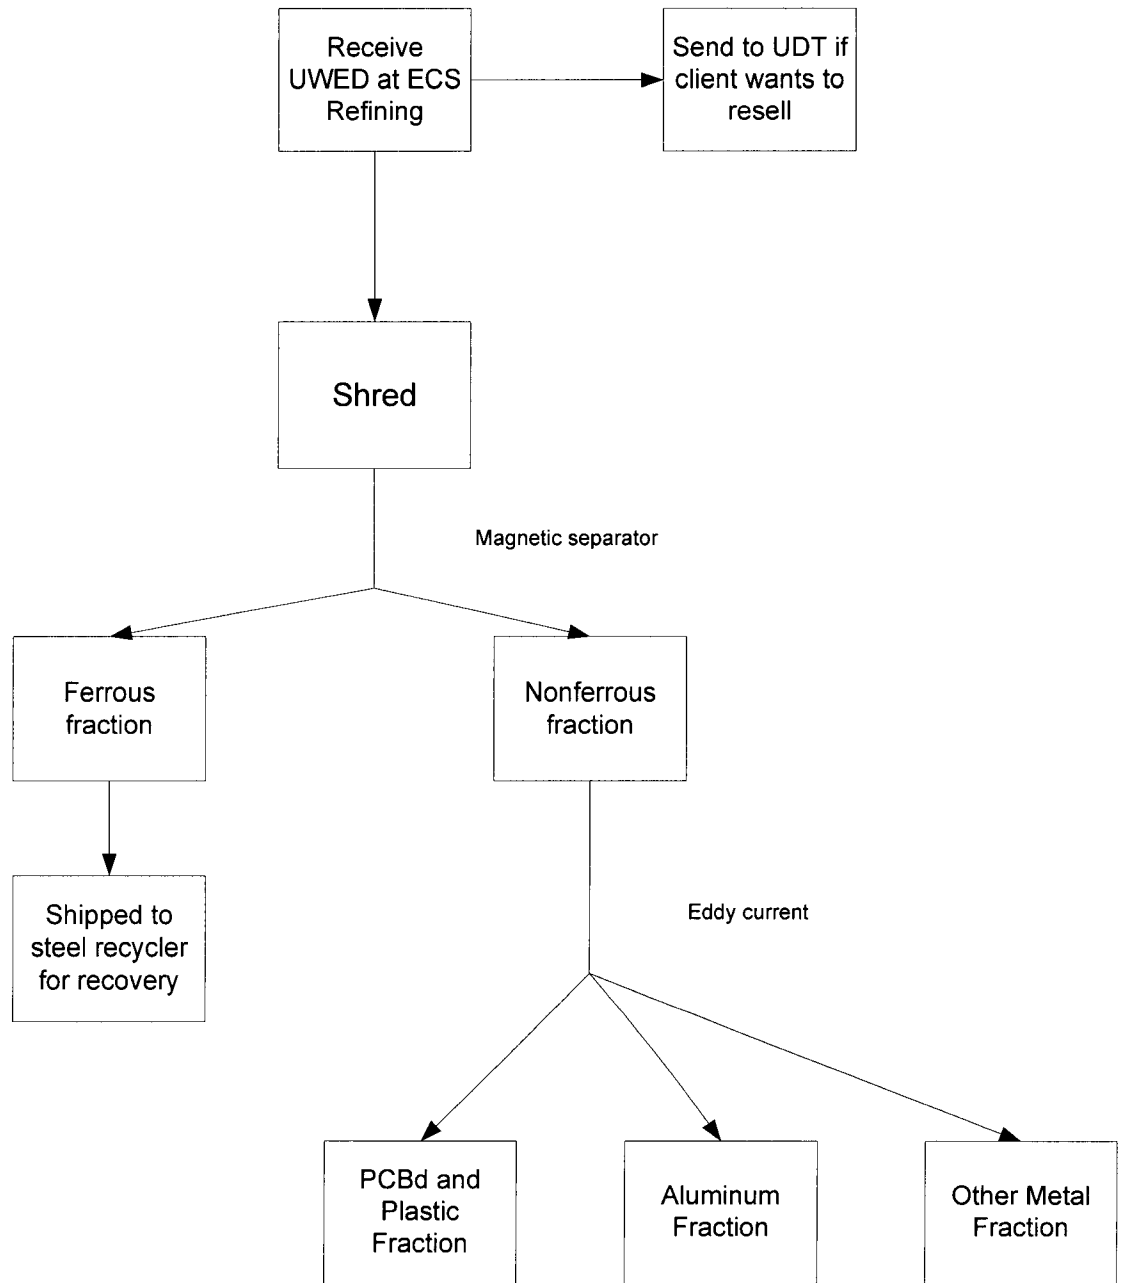 Receive
UWED at ECS
Refining
Send to UDT if
client wants to
resell
Shred
Magnetic separator
Ferrous
fraction
Nonferrous
fraction
Shipped to
steel recycler
for recovery
Eddy current
PCBd and
Plastic
Fraction
Aluminum
Fraction
Other Metal
Fraction